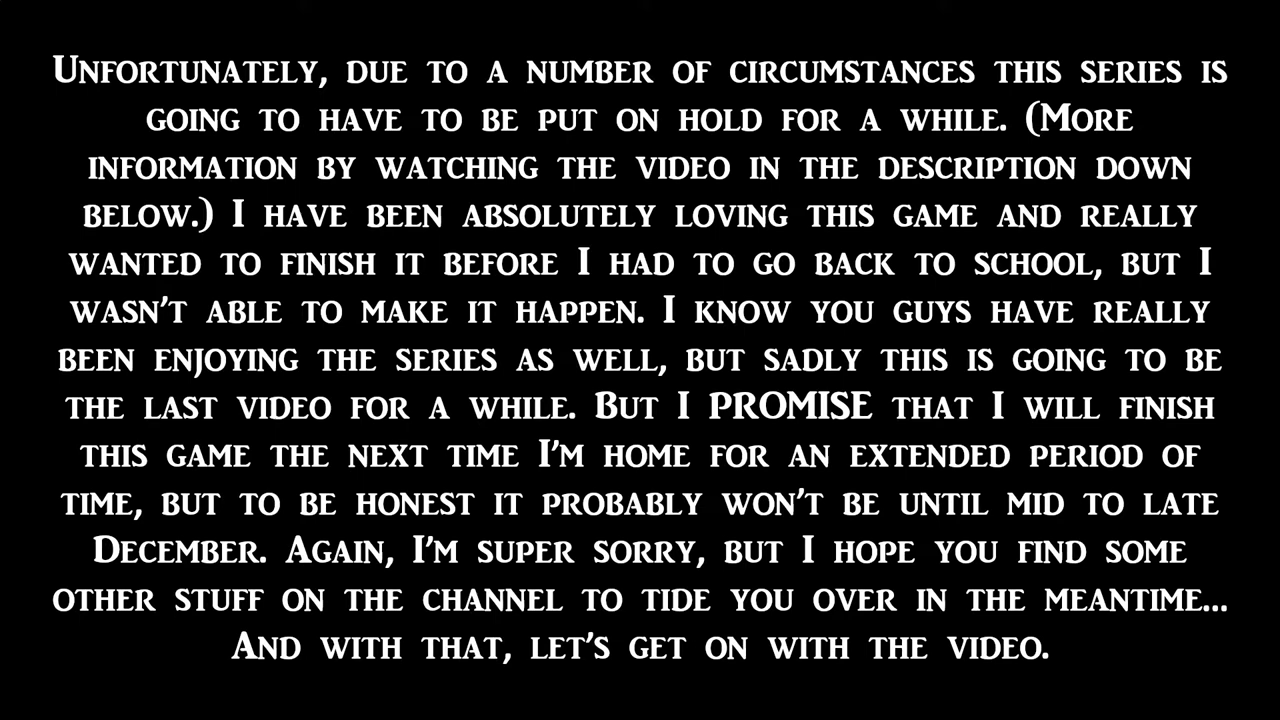 Unfortunately, due to a number of circumstances this series is
going to have to be put on hold for a while. (More
information by watching the video in the description down
below.) I have been absolutely loving this game and really
wanted to finish it before I had to go back to school, but I
wasn't able to make it happen. I know you guys have really
been enjoying the series as well, but sadly this is going to be
the last video for a while. But I PROMISE that I will finish
this game the next time I'm home for an extended period of
time, but to be honest it probably won't be until mid to late
December. Again, I'm super sorry, but I hope you find some
other stuff on the channel to tide you over in the meantime...
And with that, let's get on with the video.